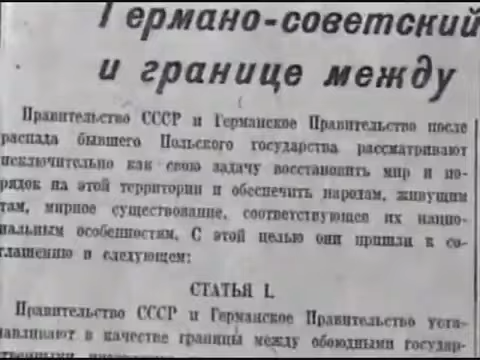 Германо-советский
и границе между
Правительство СССР и Германское Правительство после
распада бывшего Польского государства рассматривают
исключительно как свою задачу восстановить мир и по-
рядок на этой территории и обеспечить народам, живущим
там, мирное существование, соответствующее их нацио-
нальным особенностям. С этой целью они пришли к со-
глашению в следующем:
СТАТЬЯ I.
Правительство СССР и Германское Правительство уста-
навливают в качестве границы между обоюдными государ-